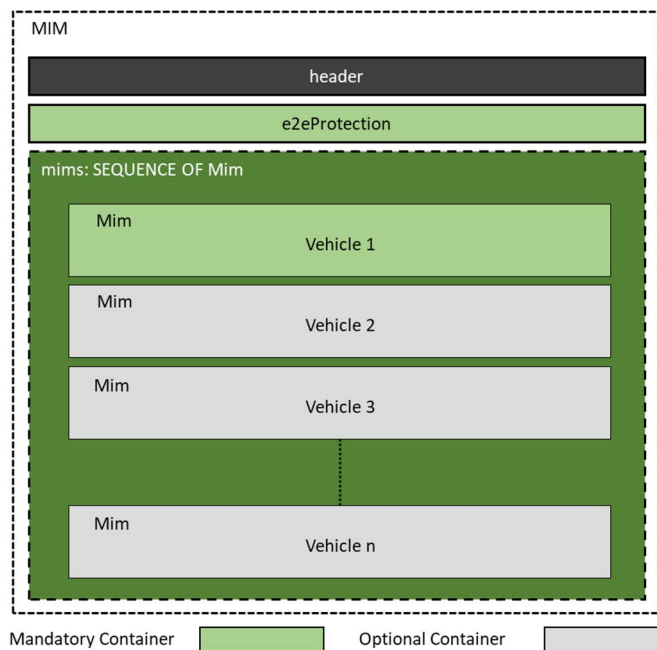 MIM
header
e2eProtection
mims: SEQUENCE OF Mim
Mim
Vehicle 1
Mim
Vehicle 2
Mim
Vehicle 3
Mim
Vehicle n
Mandatory Container
Optional Container